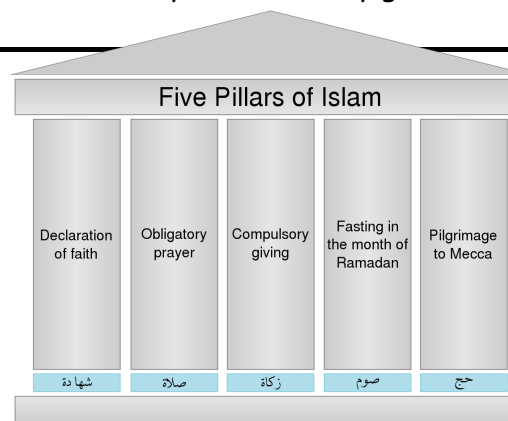 Five Pillars of Islam
Declaration
of faith
Obligatory
prayer
Compulsory
giving
Fasting in
the month of
Ramadan
Pilgrimage
to Mecca
شهادة
صلاة
زكاة
صوم
حج